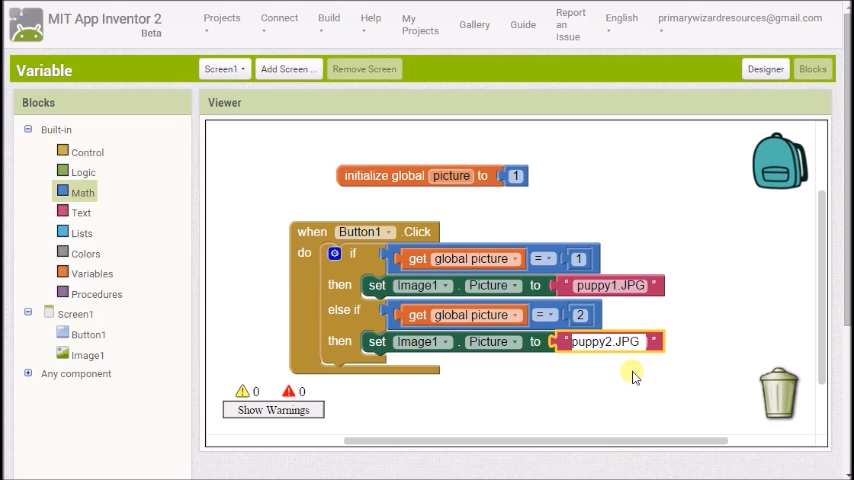 MIT App Inventor 2
Beta
Projects
Connect
Build
Help
My
Projects
Gallery
Guide
Report
an
Issue
English
primarywizardresources@gmail.com
Variable
Screen1
Add Screen ...
Remove Screen
Designer
Blocks
Blocks
Viewer
Built-in
Control
Logic
Math
Text
Lists
Colors
Variables
Procedures
Screen1
Button1
Image1
Any component
initialize global picture to 1
when Button1 .Click
do if get global picture = 1
then set Image1 . Picture to " puppy1.JPG "
else if get global picture = 2
then set Image1 . Picture to " puppy2.JPG "
0 0
Show Warnings